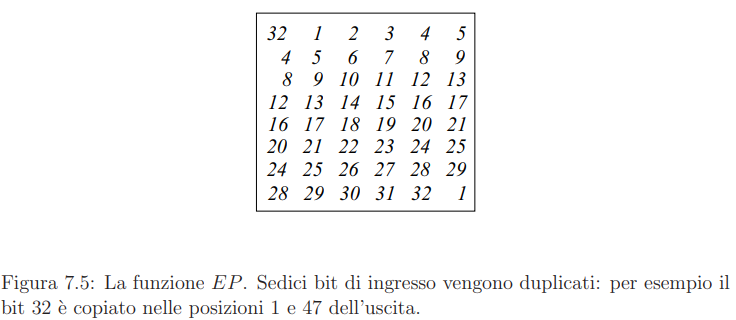 32 1 2 3 4 5
4 5 6 7 8 9
8 9 10 11 12 13
12 13 14 15 16 17
16 17 18 19 20 21
20 21 22 23 24 25
24 25 26 27 28 29
28 29 30 31 32 1
Figura 7.5: La funzione EP. Sedici bit di ingresso vengono duplicati: per esempio il
bit 32 è copiato nelle posizioni 1 e 47 dell'uscita.